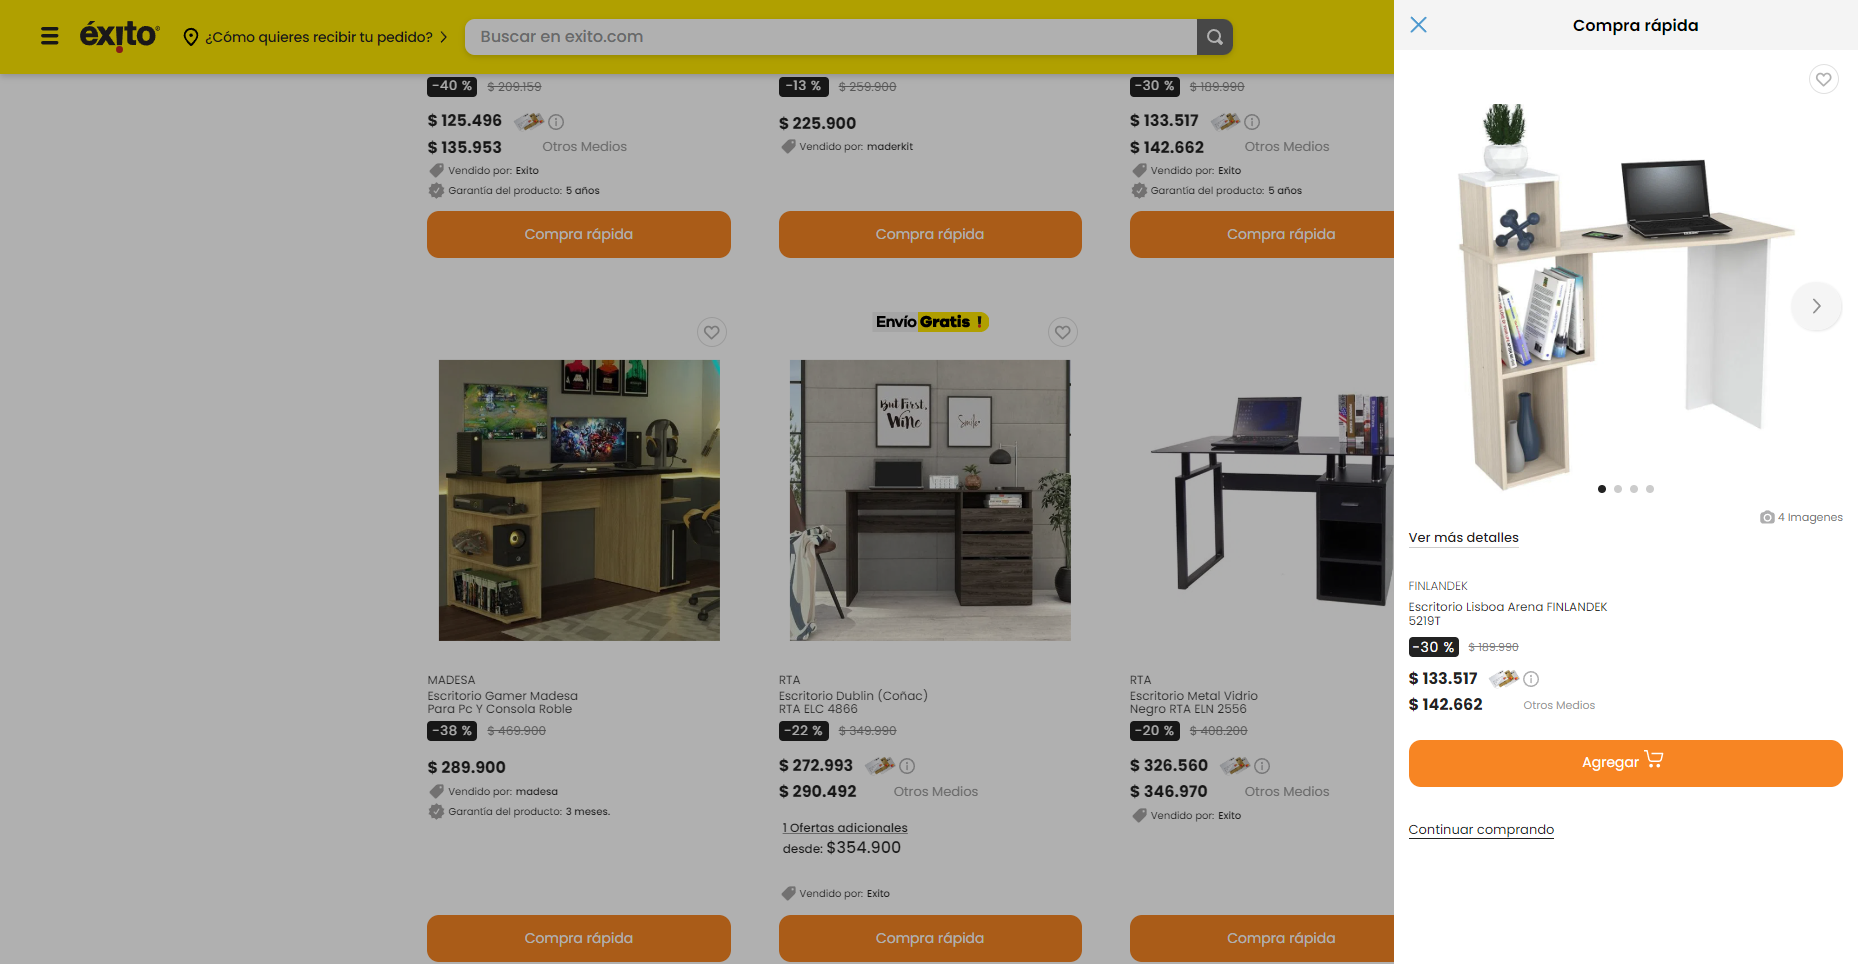 éxito
¿Cómo quieres recibir tu pedido?
Buscar en exito.com
-40 % $ 209.159
$ 125.496
$ 135.953 Otros Medios
Vendido por: Exito
Garantía del producto: 5 años
Compra rápida
-13 % $ 259.900
$ 225.900
Vendido por: maderkit
Compra rápida
-30 % $ 189.990
$ 133.517
$ 142.662 Otros Medios
Vendido por: Exito
Garantía del producto: 5 años
Compra rápida
MADESA
Escritorio Gamer Madesa
Para Pc Y Consola Roble
-38 % $ 469.900
$ 289.900
Vendido por: madesa
Garantía del producto: 3 meses.
Compra rápida
Envío Gratis !
But First,
Wine
Smile
RTA
Escritorio Dublin (Coñac)
RTA ELC 4866
-22 % $ 349.990
$ 272.993
$ 290.492 Otros Medios
1 Ofertas adicionales
desde: $354.900
Vendido por: Exito
Compra rápida
RTA
Escritorio Metal Vidrio
Negro RTA ELN 2556
-20 % $ 408.200
$ 326.560
$ 346.970 Otros Medios
Vendido por: Exito
Compra rápida
Compra rápida
4 Imagenes
Ver más detalles
FINLANDEK
Escritorio Lisboa Arena FINLANDEK
5219T
-30 % $ 189.990
$ 133.517
$ 142.662 Otros Medios
Agregar
Continuar comprando